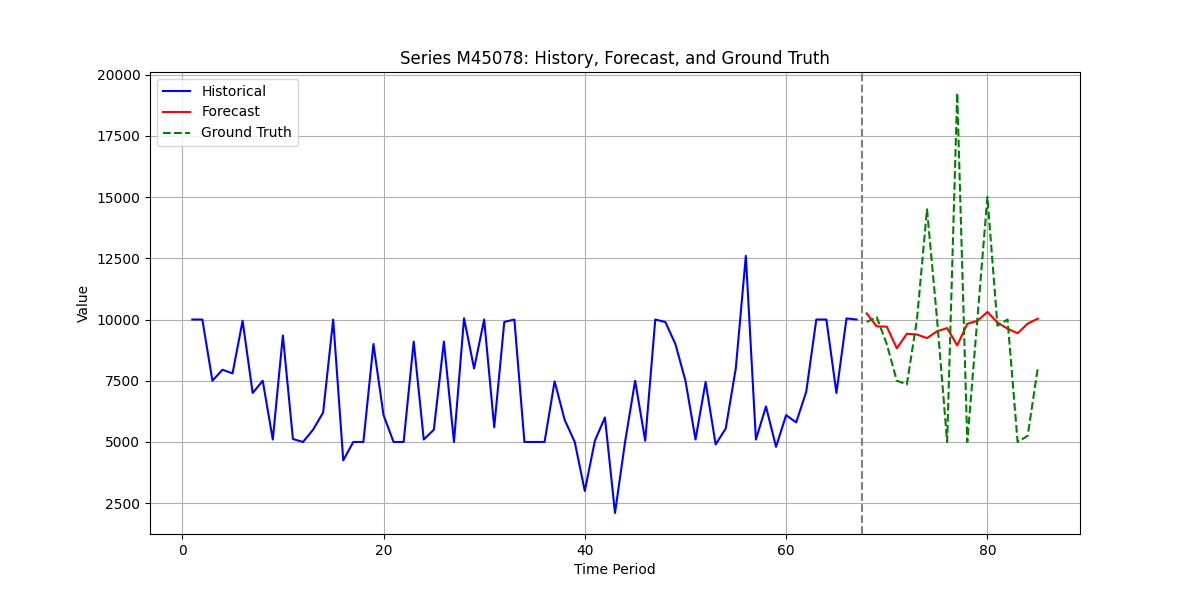 Series M45078: History, Forecast, and Ground Truth
Historical
Forecast
Ground Truth
20000
17500
15000
12500
10000
7500
5000
2500
Value
0 20 40 60 80
Time Period